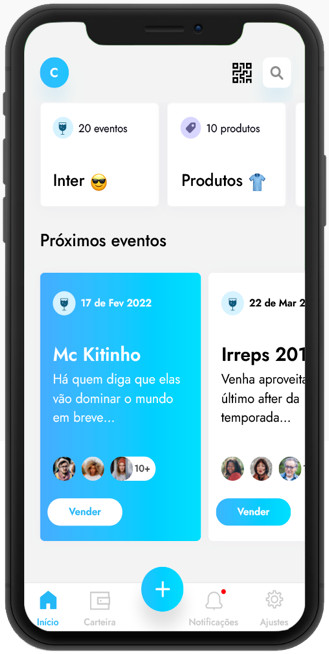 C
20 eventos
10 produtos
Inter 😎
Produtos 👕
Próximos eventos
17 de Fev 2022
22 de Mar 2
Mc Kitinho
Irreps 201
Há quem diga que elas
vão dominar o mundo
em breve...
Venha aproveita
último after da
temporada...
10+
Vender
Vender
Início
Carteira
Notificações
Ajustes